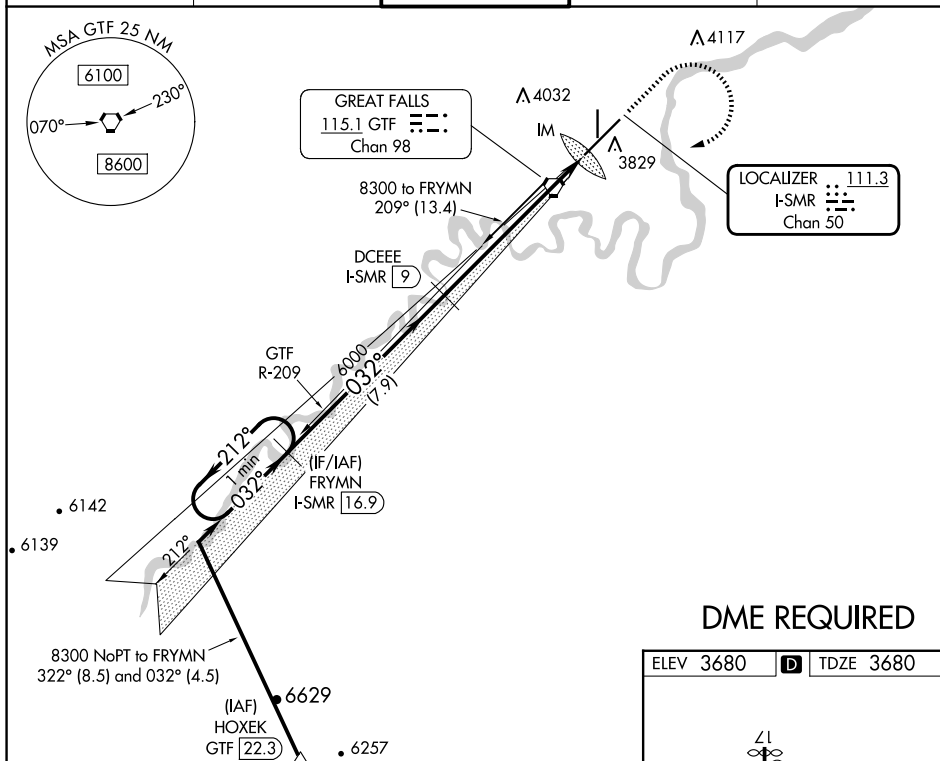 MSA GTF 25 NM
6100
230°
070°
8600
4117
4032
GREAT FALLS
115.1 GTF
Chan 98
IM
3829
LOCALIZER 111.3
I-SMR
Chan 50
8300 to FRYMN
209° (13.4)
DCEEE
I-SMR 9
GTF
R-209
6000
032°
(7.9)
212°
1 min
032°
(IF/IAF)
FRYMN
I-SMR 16.9
6142
6139
212°
DME REQUIRED
8300 NoPT to FRYMN
322° (8.5) and 032° (4.5)
ELEV 3680 D TDZE 3680
6629
(IAF)
HOXEK
GTF 22.3
6257
17